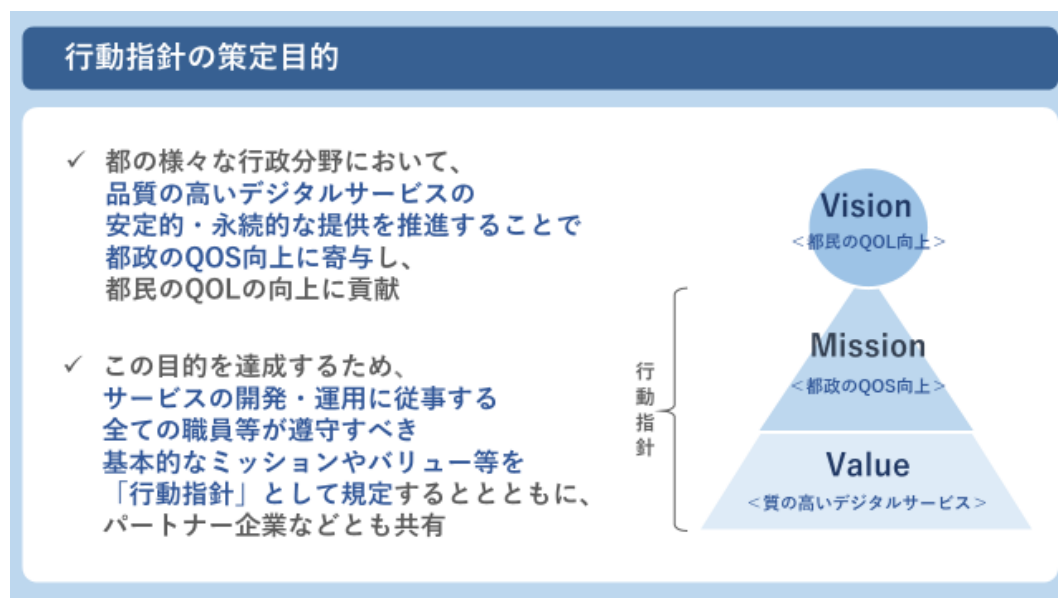 行動指針の策定目的
✓ 都の様々な行政分野において、
品質の高いデジタルサービスの
安定的・永続的な提供を推進することで
都政のQOS向上に寄与し、
都民のQOLの向上に貢献
✓ この目的を達成するため、
サービスの開発・運用に従事する
全ての職員等が遵守すべき
基本的なミッションやバリュー等を
「行動指針」として規定するととともに、
パートナー企業などとも共有
行動指針
Vision
<都民のQOL向上>
Mission
<都政のQOS向上>
Value
<質の高いデジタルサービス>